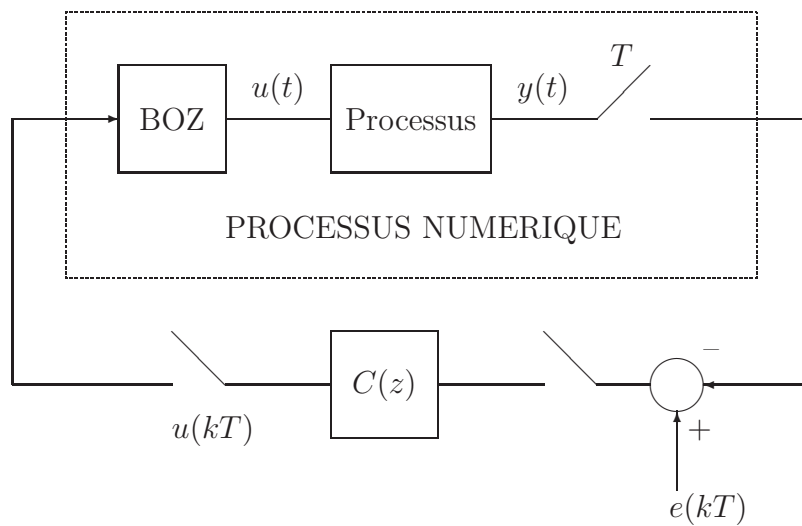 T
BOZ
u(t)
Processus
y(t)
PROCESSUS NUMERIQUE
u(kT)
C(z)
−
+
e(kT)